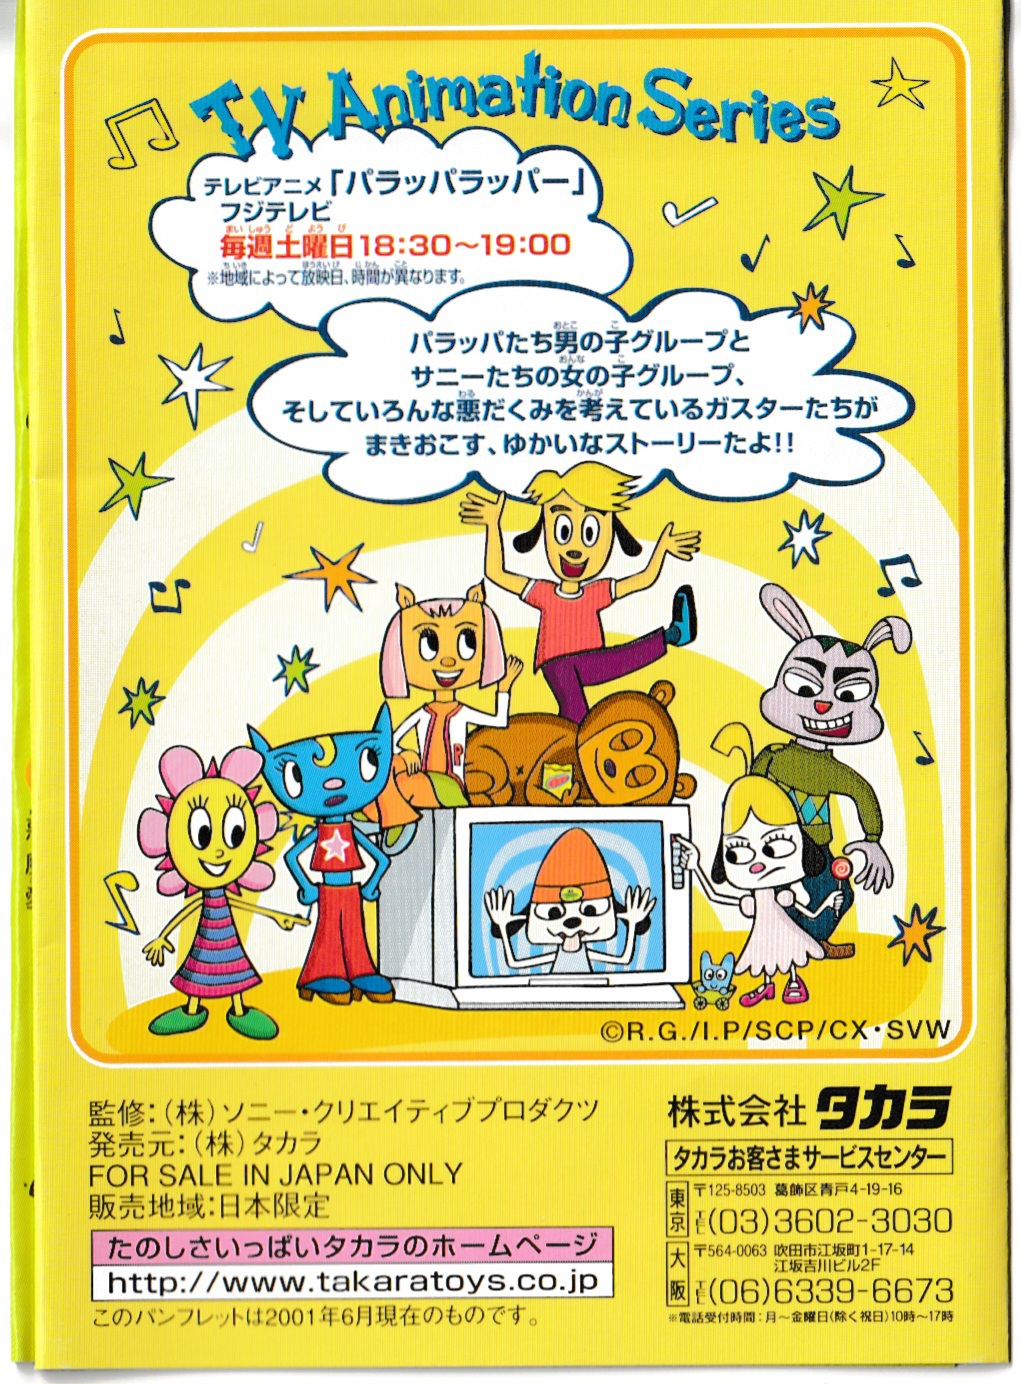 TV Animation Series
テレビアニメ「パラッパラッパー」
フジテレビ
毎週土曜日18:30〜19:00
※地域によって放映日、時間が異なります。
パラッパたち男の子グループと
サニーたちの女の子グループ、
そしていろんな悪だくみを考えているガスターたちが
まきおこす、ゆかいなストーリーだよ!!
P
©R.G./I.P/SCP/CX・SVW
監修:(株)ソニー・クリエイティブプロダクツ
発売元:(株)タカラ
FOR SALE IN JAPAN ONLY
販売地域:日本限定
たのしさいっぱいタカラのホームページ
http://www.takaratoys.co.jp
このパンフレットは2001年6月現在のものです。
株式会社 タカラ
タカラお客さまサービスセンター
東京 〒125-8503 葛飾区青戸4-19-16
TEL(03)3602-3030
大阪 〒564-0063 吹田市江坂町1-17-14
江坂吉川ビル2F
TEL(06)6339-6673
※電話受付時間:月〜金曜日(除く祝日)10時〜17時